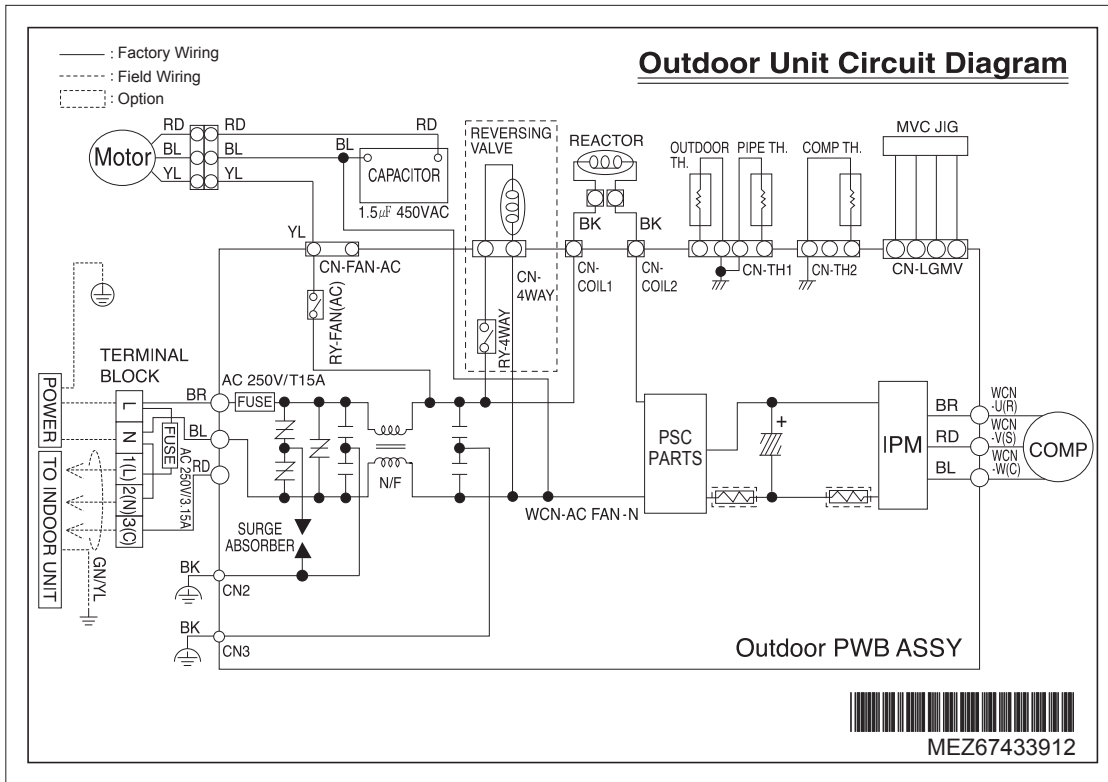 Outdoor Unit Circuit Diagram
: Factory Wiring
: Field Wiring
: Option
Motor
RD
BL
YL
RD
BL
YL
RD
BL
CAPACITOR
1.5㎌ 450VAC
REVERSING
VALVE
REACTOR
BK
BK
OUTDOOR
TH.
PIPE TH.
COMP TH.
MVC JIG
YL
CN-FAN-AC
CN-
4WAY
CN-
COIL1
CN-
COIL2
CN-TH1
CN-TH2
CN-LGMV
RY-FAN(AC)
RY-4WAY
TERMINAL
BLOCK
POWER
TO INDOOR UNIT
L
N
1(L)
2(N)
3(C)
FUSE
AC 250V/3.15A
GN/YL
BR
BL
RD
AC 250V/T15A
FUSE
N/F
SURGE
ABSORBER
WCN-AC FAN-N
PSC
PARTS
+
IPM
BR
RD
BL
WCN
-U(R)
WCN
-V(S)
WCN
-W(C)
COMP
BK
CN2
BK
CN3
Outdoor PWB ASSY
MEZ67433912